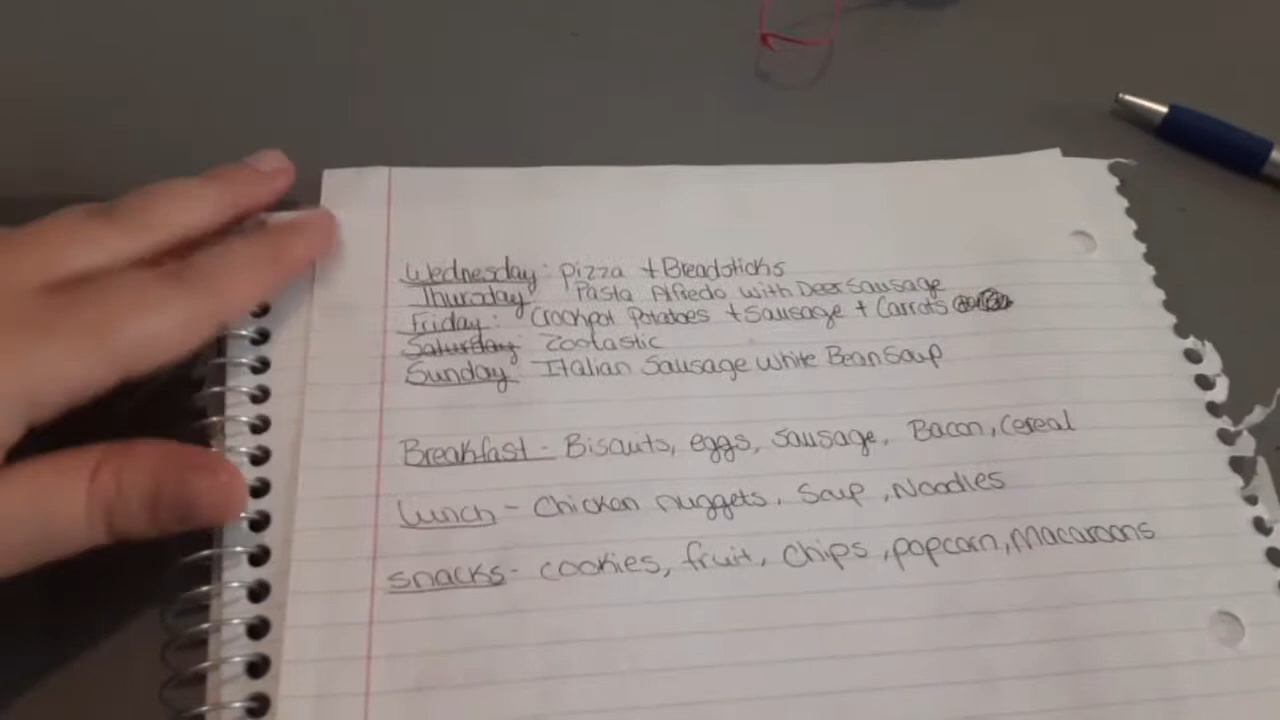 Wednesday: Pizza + Breadsticks
Thursday: Pasta Alfredo with Deer Sausage
Friday: Crockpot Potatoes + Sausage + Carrots
Saturday: Zootastic
Sunday: Italian Sausage White Bean Soup
Breakfast - Biscuits, eggs, Sausage, Bacon, Cereal
Lunch - Chicken nuggets, Soup, Noodles
Snacks - cookies, fruit, Chips, popcorn, Macaroons